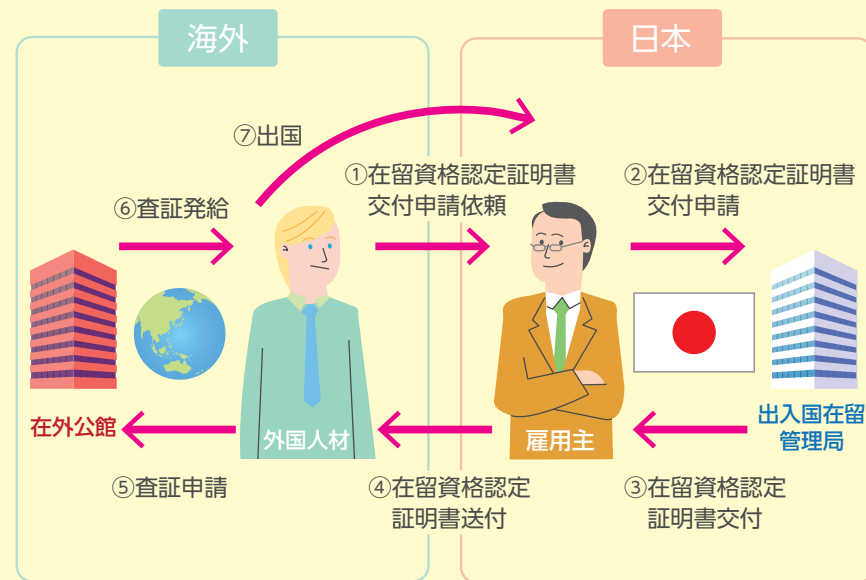 海外
日本
⑦出国
①在留資格認定証明書
交付申請依頼
②在留資格認定証明書
交付申請
⑥査証発給
在外公館
外国人材
雇用主
出入国在留
管理局
⑤査証申請
④在留資格認定
証明書送付
③在留資格認定
証明書交付